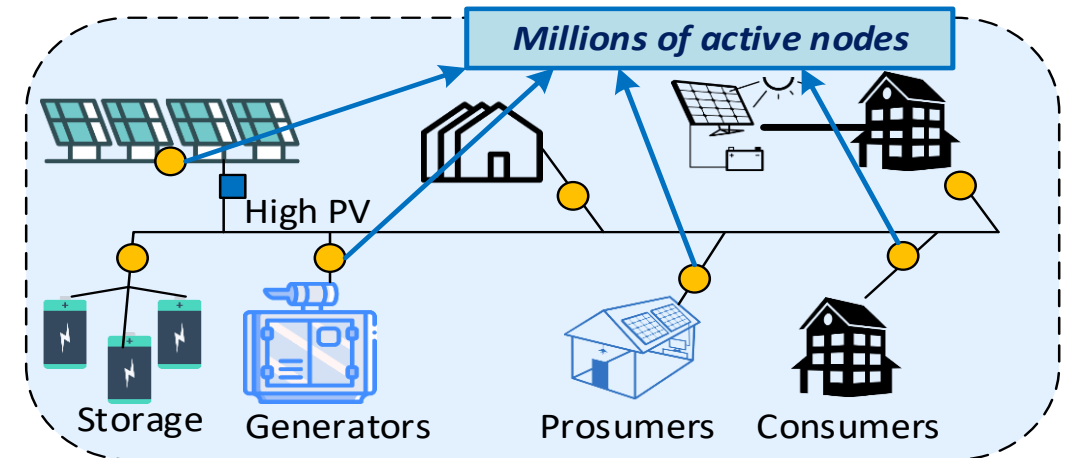 Millions of active nodes
High PV
Storage
Generators
Prosumers
Consumers